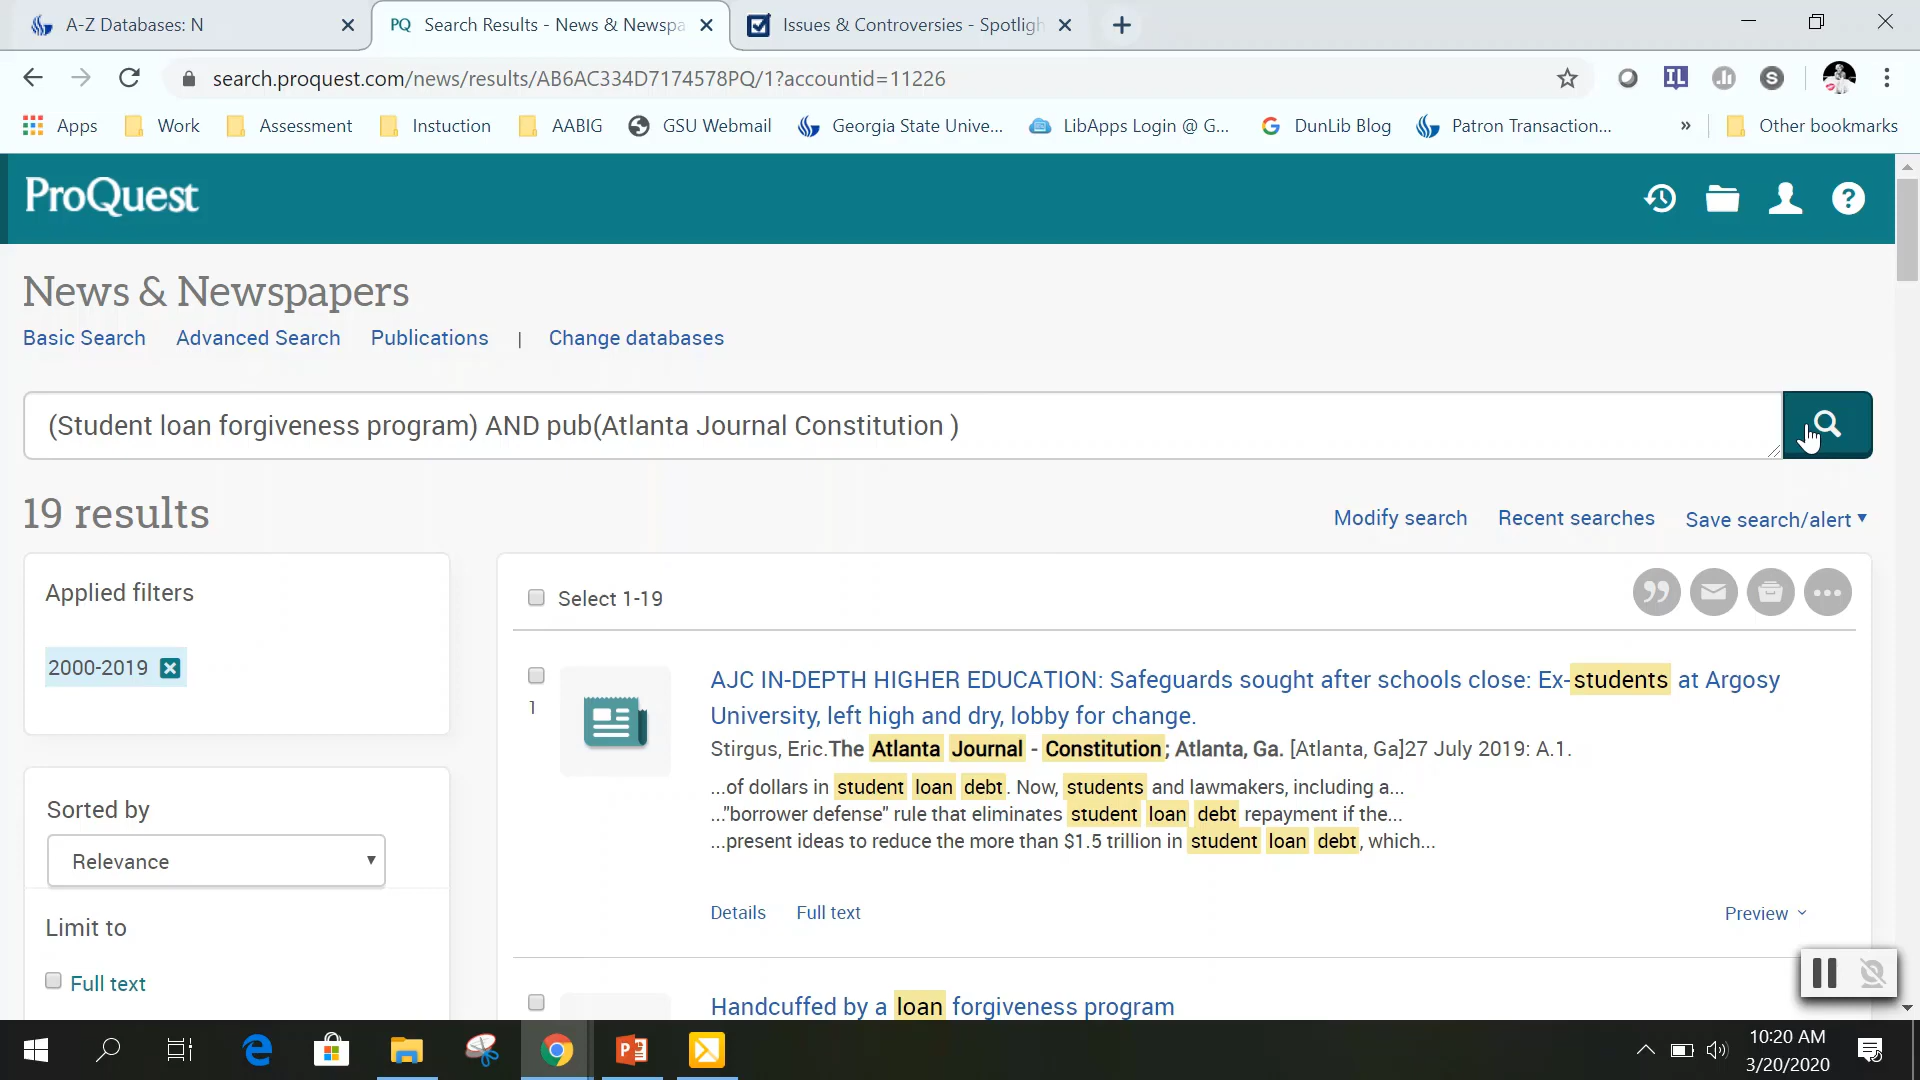 A-Z Databases: N
PQ Search Results - News & Newspa
Issues & Controversies - Spotligh
search.proquest.com/news/results/AB6AC334D7174578PQ/1?accountid=11226
IL
S
Apps Work Assessment Instuction AABIG GSU Webmail Georgia State Unive... LibApps Login @ G... DunLib Blog Patron Transaction... » Other bookmarks
ProQuest
News & Newspapers
Basic Search Advanced Search Publications | Change databases
(Student loan forgiveness program) AND pub(Atlanta Journal Constitution )
19 results
Modify search Recent searches Save search/alert
Applied filters
2000-2019
Sorted by
Relevance
Limit to
Full text
Select 1-19
1
AJC IN-DEPTH HIGHER EDUCATION: Safeguards sought after schools close: Ex-students at Argosy
University, left high and dry, lobby for change.
Stirgus, Eric.The Atlanta Journal - Constitution; Atlanta, Ga. [Atlanta, Ga]27 July 2019: A.1.
...of dollars in student loan debt. Now, students and lawmakers, including a...
..."borrower defense" rule that eliminates student loan debt repayment if the...
...present ideas to reduce the more than $1.5 trillion in student loan debt, which...
Details Full text Preview
Handcuffed by a loan forgiveness program
10:20 AM
3/20/2020